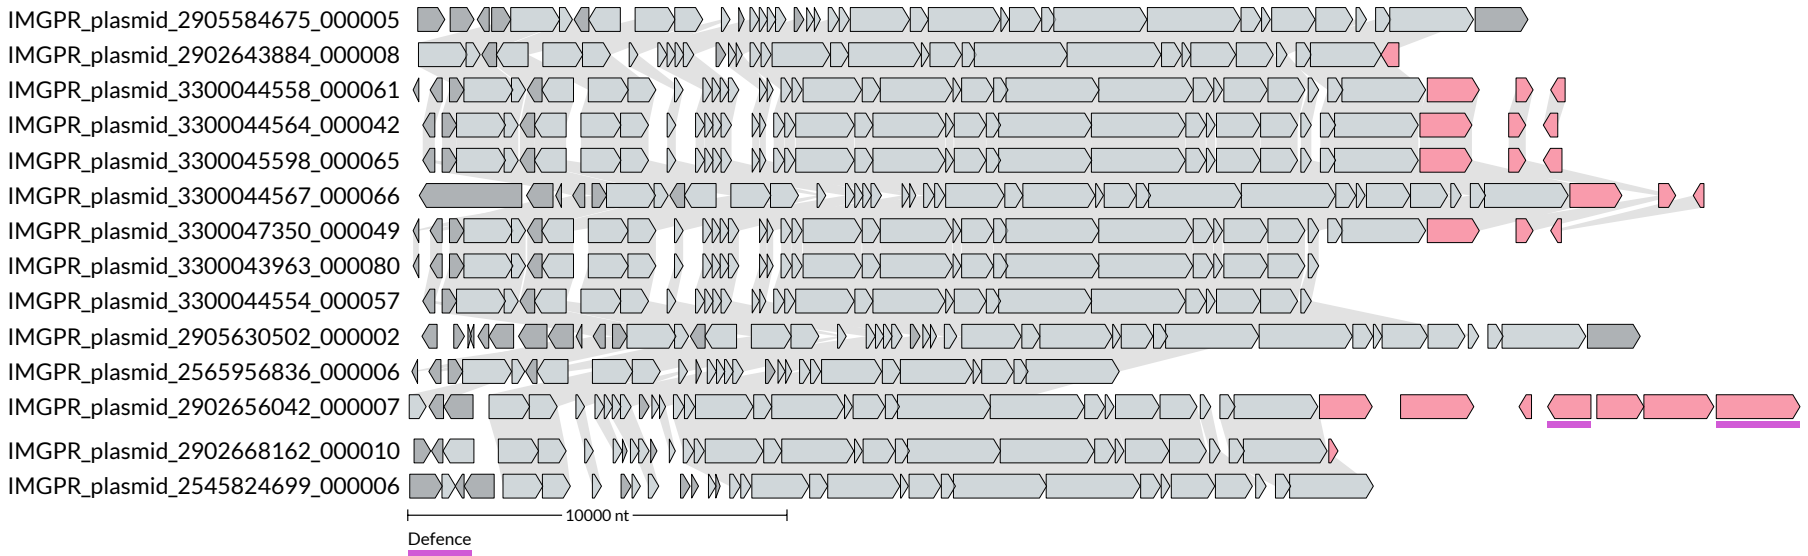 IMGPR_plasmid_2905584675_000005
IMGPR_plasmid_2902643884_000008
IMGPR_plasmid_3300044558_000061
IMGPR_plasmid_3300044564_000042
IMGPR_plasmid_3300045598_000065
IMGPR_plasmid_3300044567_000066
IMGPR_plasmid_3300047350_000049
IMGPR_plasmid_3300043963_000080
IMGPR_plasmid_3300044554_000057
IMGPR_plasmid_2905630502_000002
IMGPR_plasmid_2565956836_000006
IMGPR_plasmid_2902656042_000007
IMGPR_plasmid_2902668162_000010
IMGPR_plasmid_2545824699_000006
10000 nt
Defence